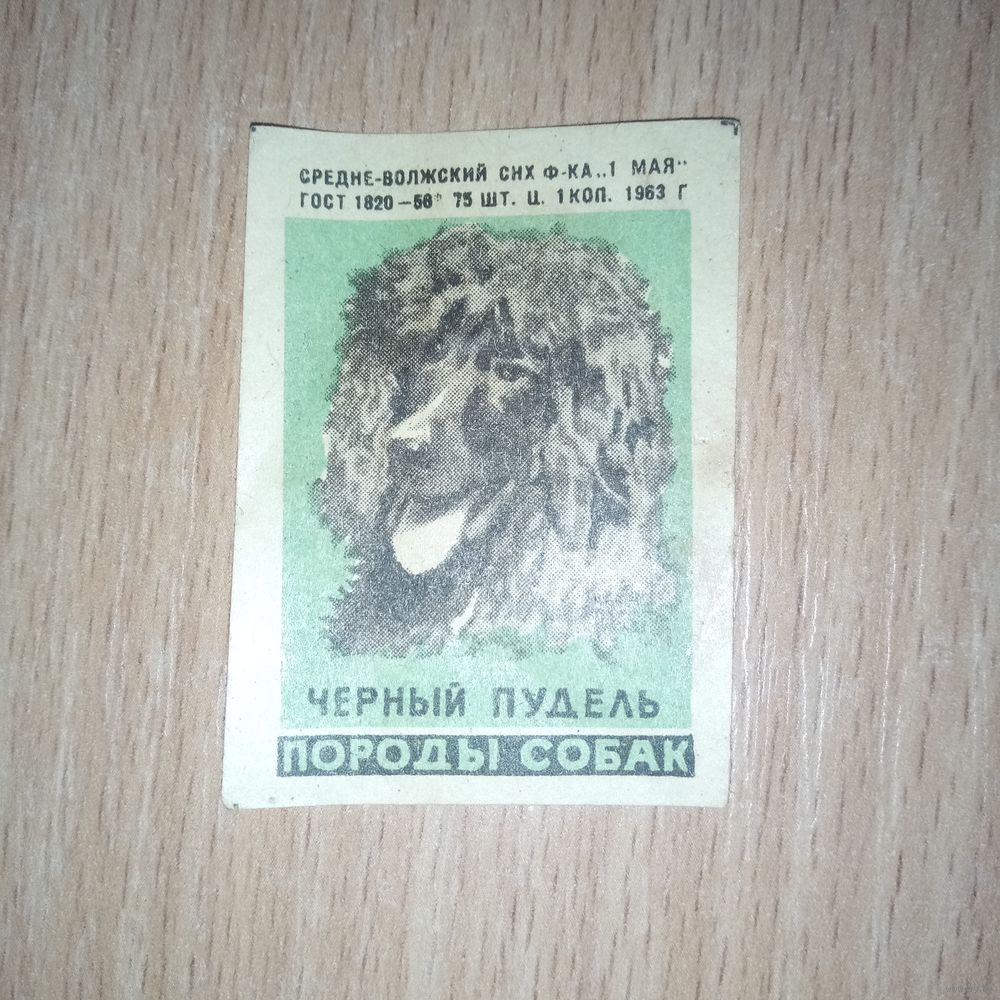 СРЕДНЕ-ВОЛЖСКИЙ СНХ Ф-КА „1 МАЯ"
ГОСТ 1820-56* 75 ШТ. Ц. 1 КОП. 1963 Г
ЧЕРНЫЙ ПУДЕЛЬ
ПОРОДЫ СОБАК